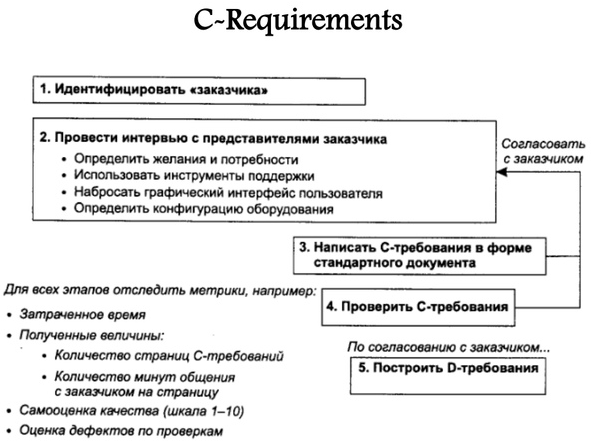 C-Requirements
1. Идентифицировать «заказчика»
2. Провести интервью с представителями заказчика
• Определить желания и потребности
• Использовать инструменты поддержки
• Набросать графический интерфейс пользователя
• Определить конфигурацию оборудования
Согласовать
с заказчиком
3. Написать С-требования в форме
стандартного документа
Для всех этапов отследить метрики, например:
• Затраченное время
• Полученные величины:
• Количество страниц С-требований
• Количество минут общения
с заказчиком на страницу
• Самооценка качества (шкала 1–10)
• Оценка дефектов по проверкам
4. Проверить С-требования
По согласованию с заказчиком...
5. Построить D-требования